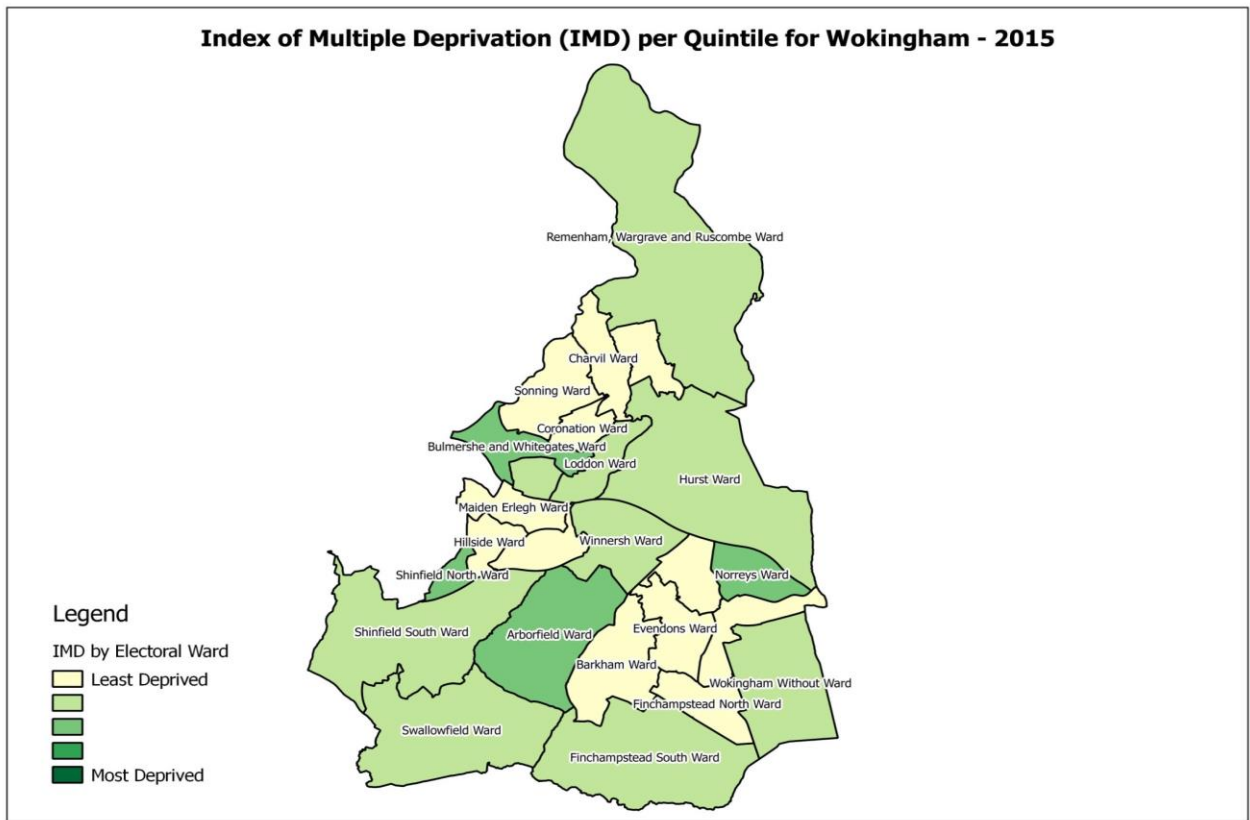 Index of Multiple Deprivation (IMD) per Quintile for Wokingham - 2015
Remenham, Wargrave and Ruscombe Ward
Charvil Ward
Sonning Ward
Coronation Ward
Bulmershe and Whitegates Ward
Loddon Ward
Hurst Ward
Maiden Erlegh Ward
Hillside Ward
Winnersh Ward
Shinfield North Ward
Norreys Ward
Shinfield South Ward
Arborfield Ward
Evendons Ward
Barkham Ward
Wokingham Without Ward
Finchampstead North Ward
Swallowfield Ward
Finchampstead South Ward
Legend
IMD by Electoral Ward
Least Deprived
Most Deprived